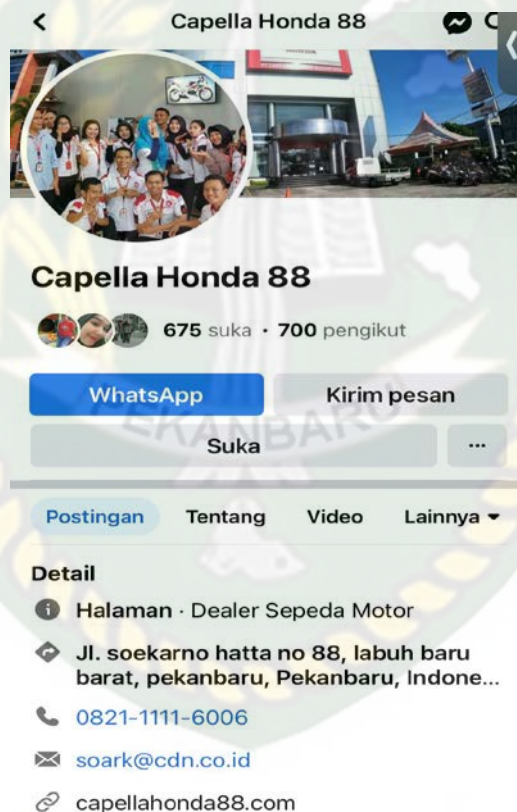 Capella Honda 88
HONDA
Capella Honda 88
675 suka · 700 pengikut
WhatsApp
Kirim pesan
Suka
...
PEKANBARU
Postingan
Tentang
Video
Lainnya
Detail
Halaman · Dealer Sepeda Motor
Jl. soekarno hatta no 88, labuh baru
barat, pekanbaru, Pekanbaru, Indone...
0821-1111-6006
soark@cdn.co.id
capellahonda88.com